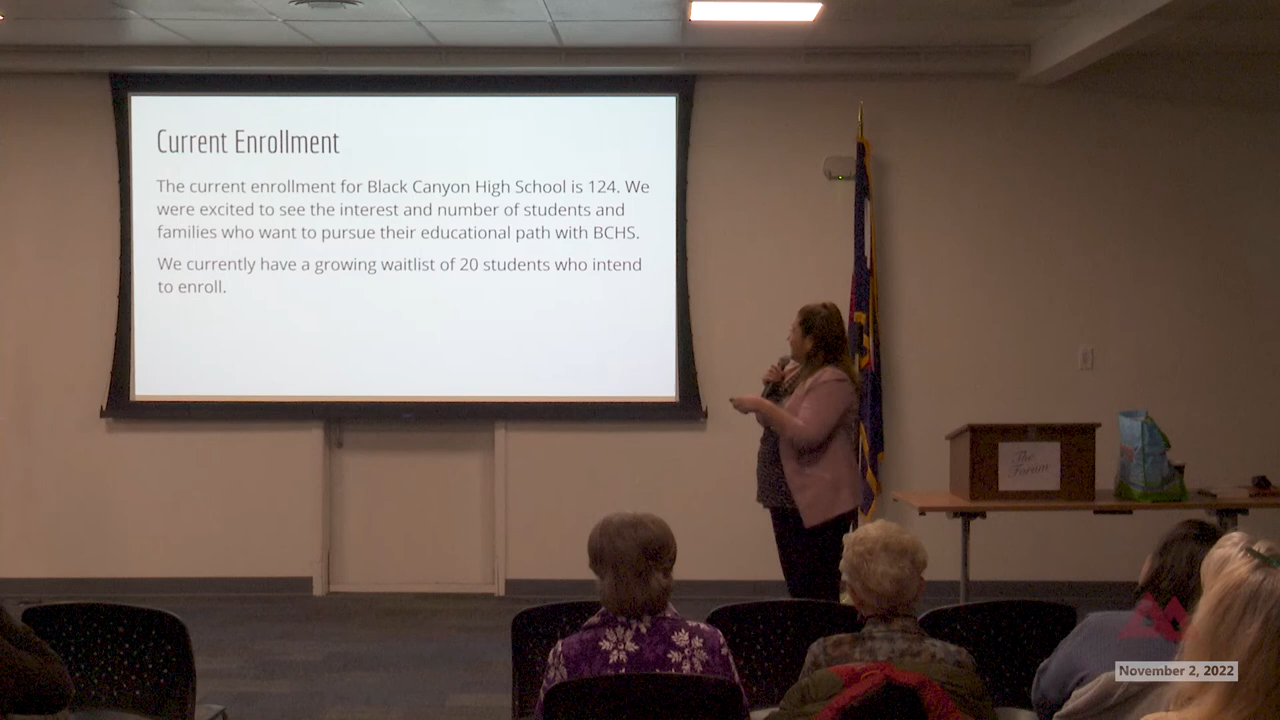 Current Enrollment
The current enrollment for Black Canyon High School is 124. We
were excited to see the interest and number of students and
families who want to pursue their educational path with BCHS.
We currently have a growing waitlist of 20 students who intend
to enroll.
The
Forum
November 2, 2022